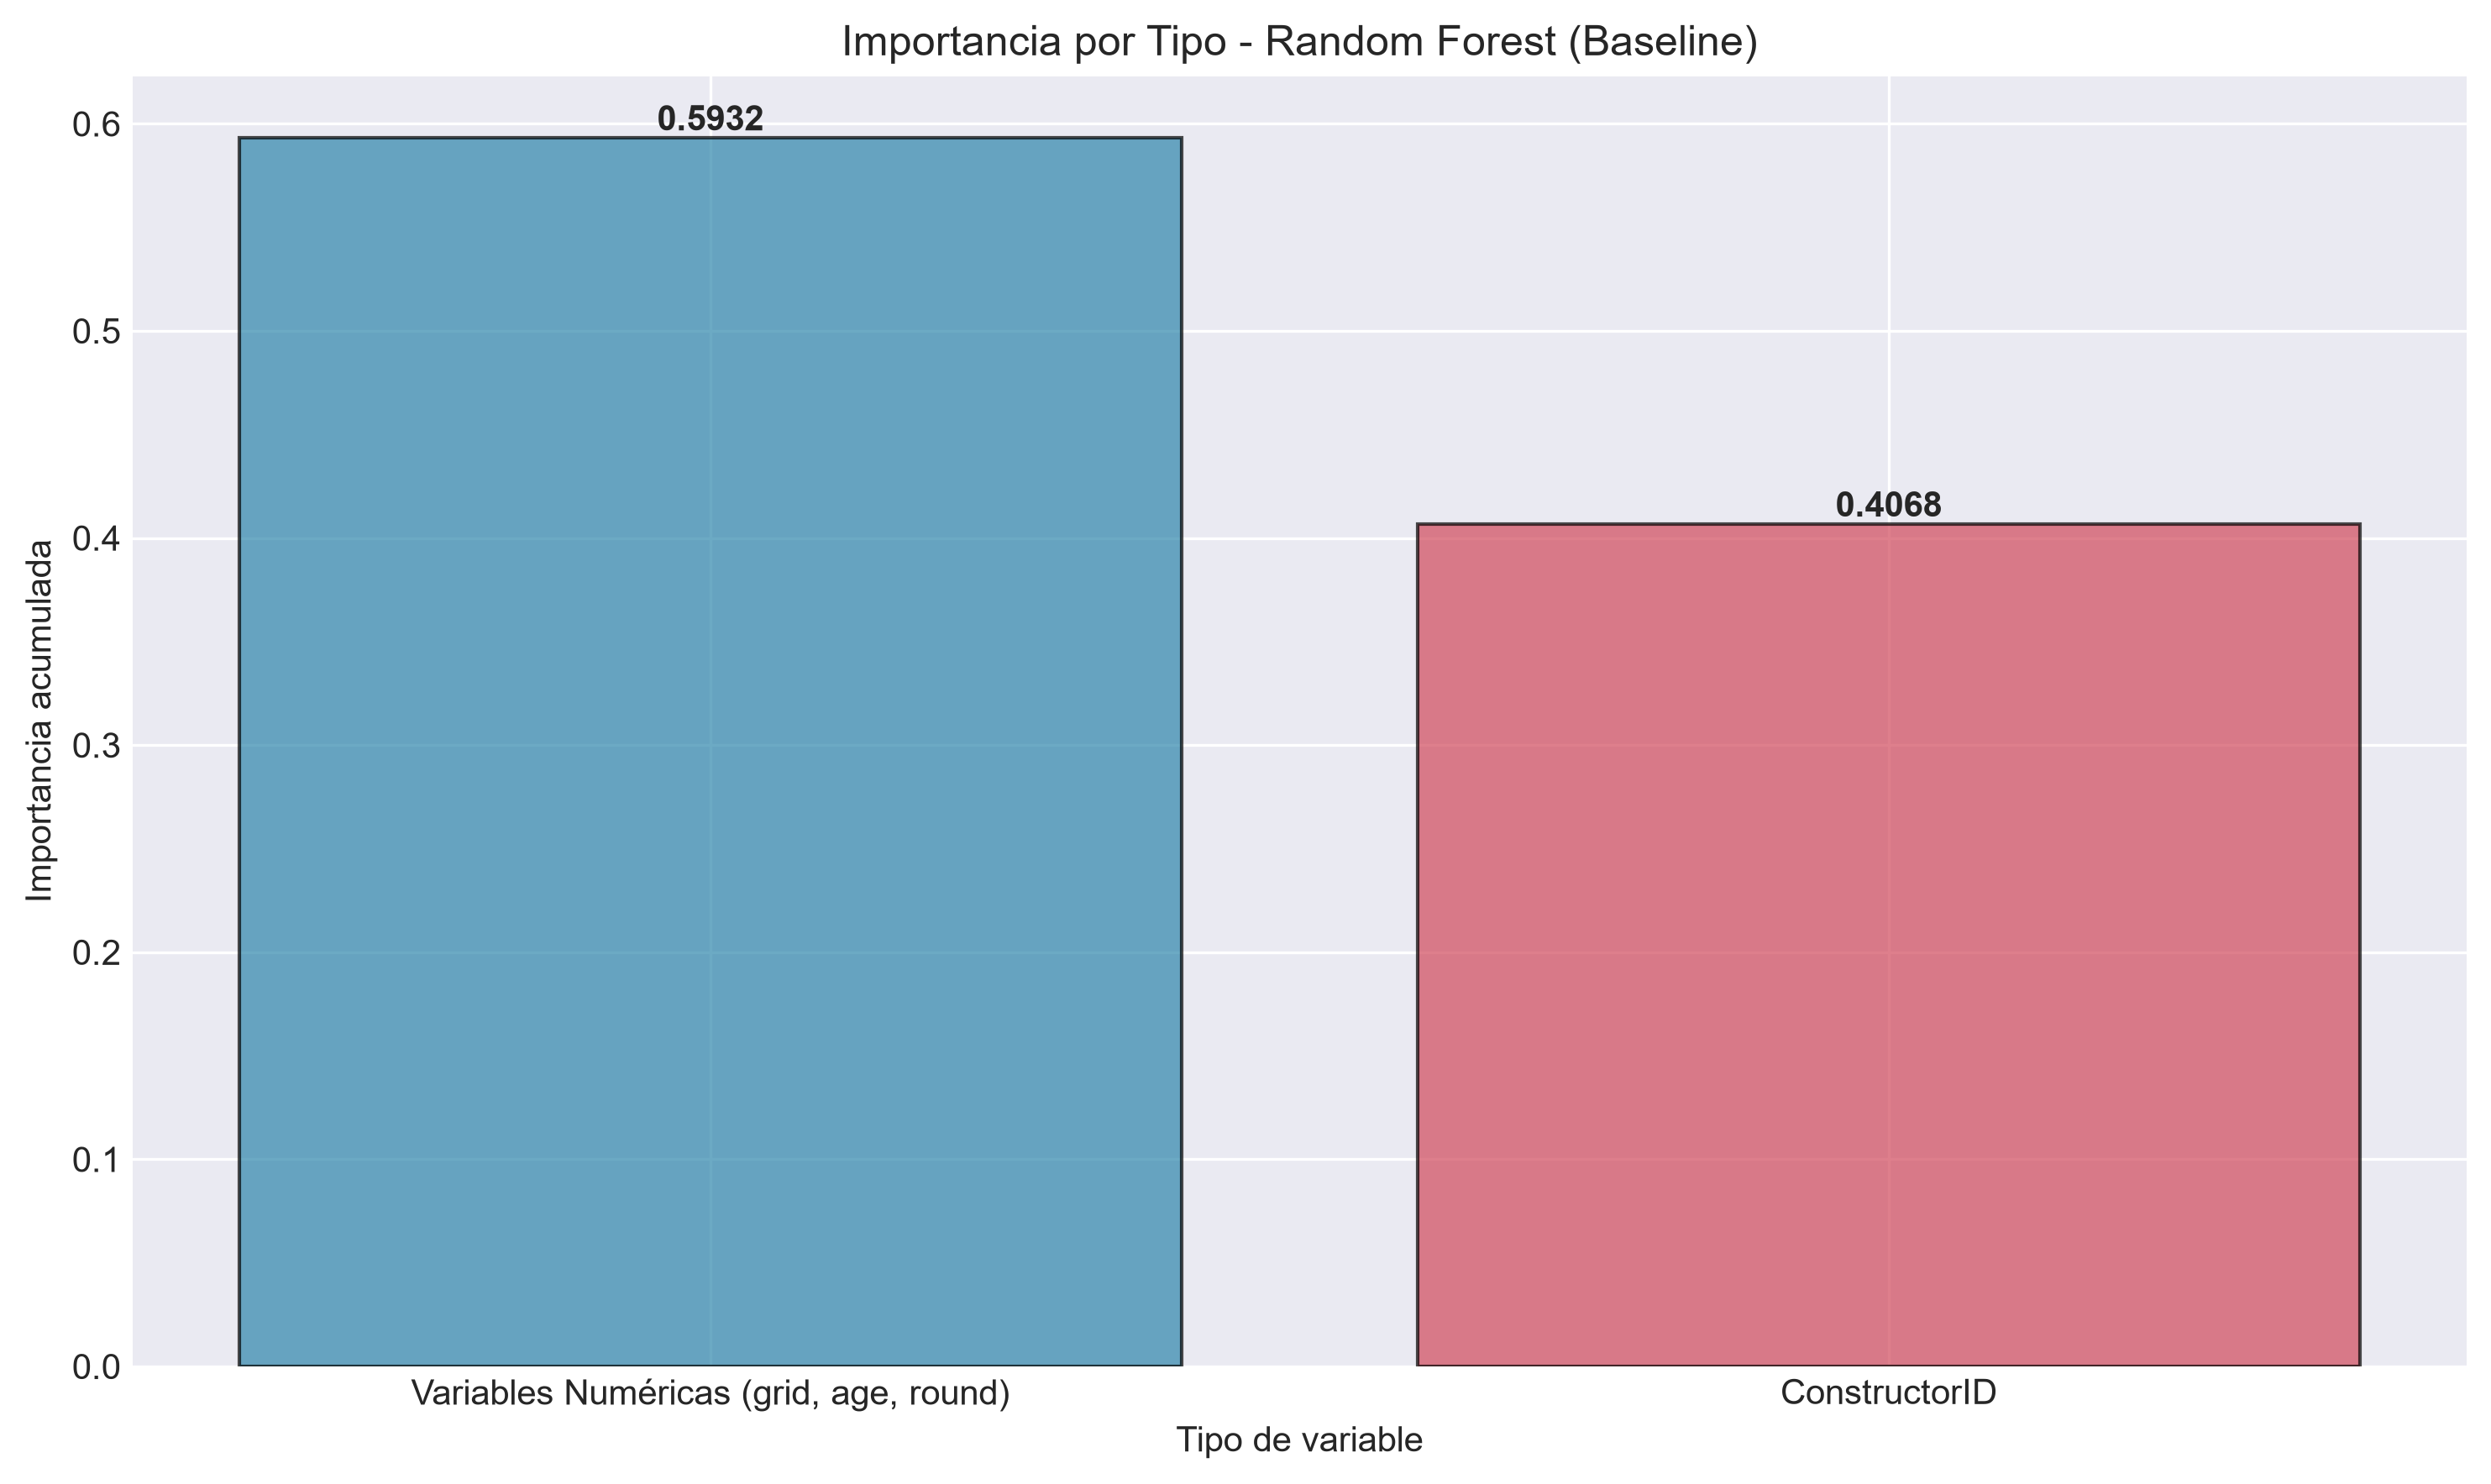 Importancia por Tipo - Random Forest (Baseline)
0.5932
0.4068
Importancia acumulada
0.6
0.5
0.4
0.3
0.2
0.1
0.0
Variables Numéricas (grid, age, round)
ConstructorID
Tipo de variable